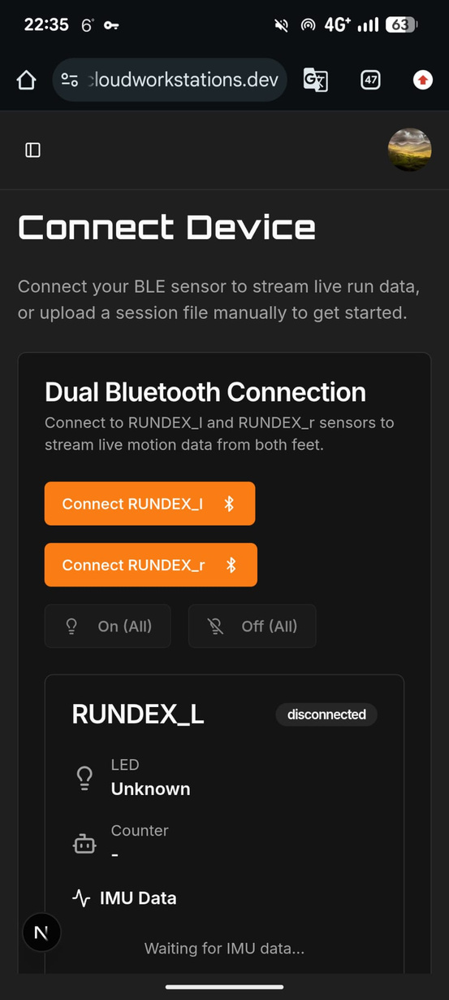 22:35 6° 4G+ 63
loudworkstations.dev 47
Connect Device
Connect your BLE sensor to stream live run data,
or upload a session file manually to get started.
Dual Bluetooth Connection
Connect to RUNDEX_l and RUNDEX_r sensors to
stream live motion data from both feet.
Connect RUNDEX_l
Connect RUNDEX_r
On (All) Off (All)
RUNDEX_L disconnected
LED
Unknown
Counter
-
IMU Data
N
Waiting for IMU data...